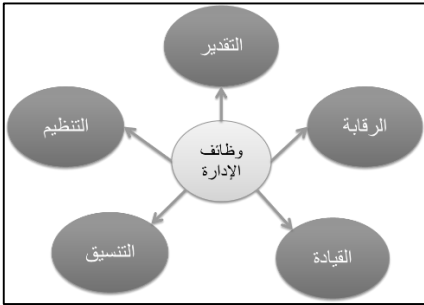 التقدير
الرقابة
التنظيم
وظائف
الإدارة
القيادة
التنسيق